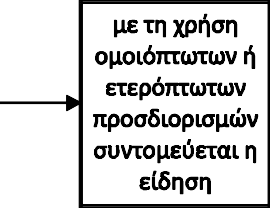 με τη χρήση
ομοιόπτωτων ή
ετερόπτωτων
προσδιορισμών
συντομεύεται η
είδηση